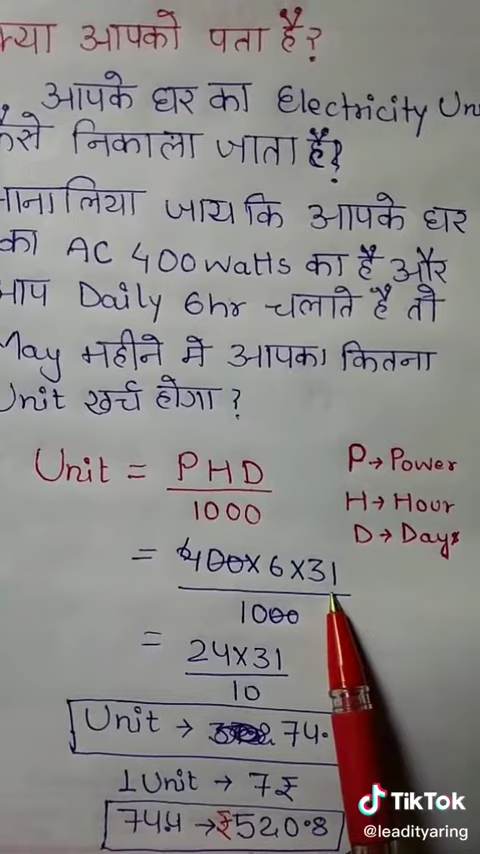 क्या आपको पता है?
आपके घर का Electricity Un
कैसे निकाला जाता है?
माना लिया जाय कि आपके घर
का AC 400 watts का है और
आप Daily 6hr चलाते है तो
May महीने मे आपका कितना
Unit खर्च होगा ?
Unit = PHD / 1000
P→Power
H→Hour
D→Days
= 400×6×31 / 1000
= 24×31 / 10
Unit → 74.
1 Unit → 7₹
74.4 → ₹520.8
TikTok
@leadityaring